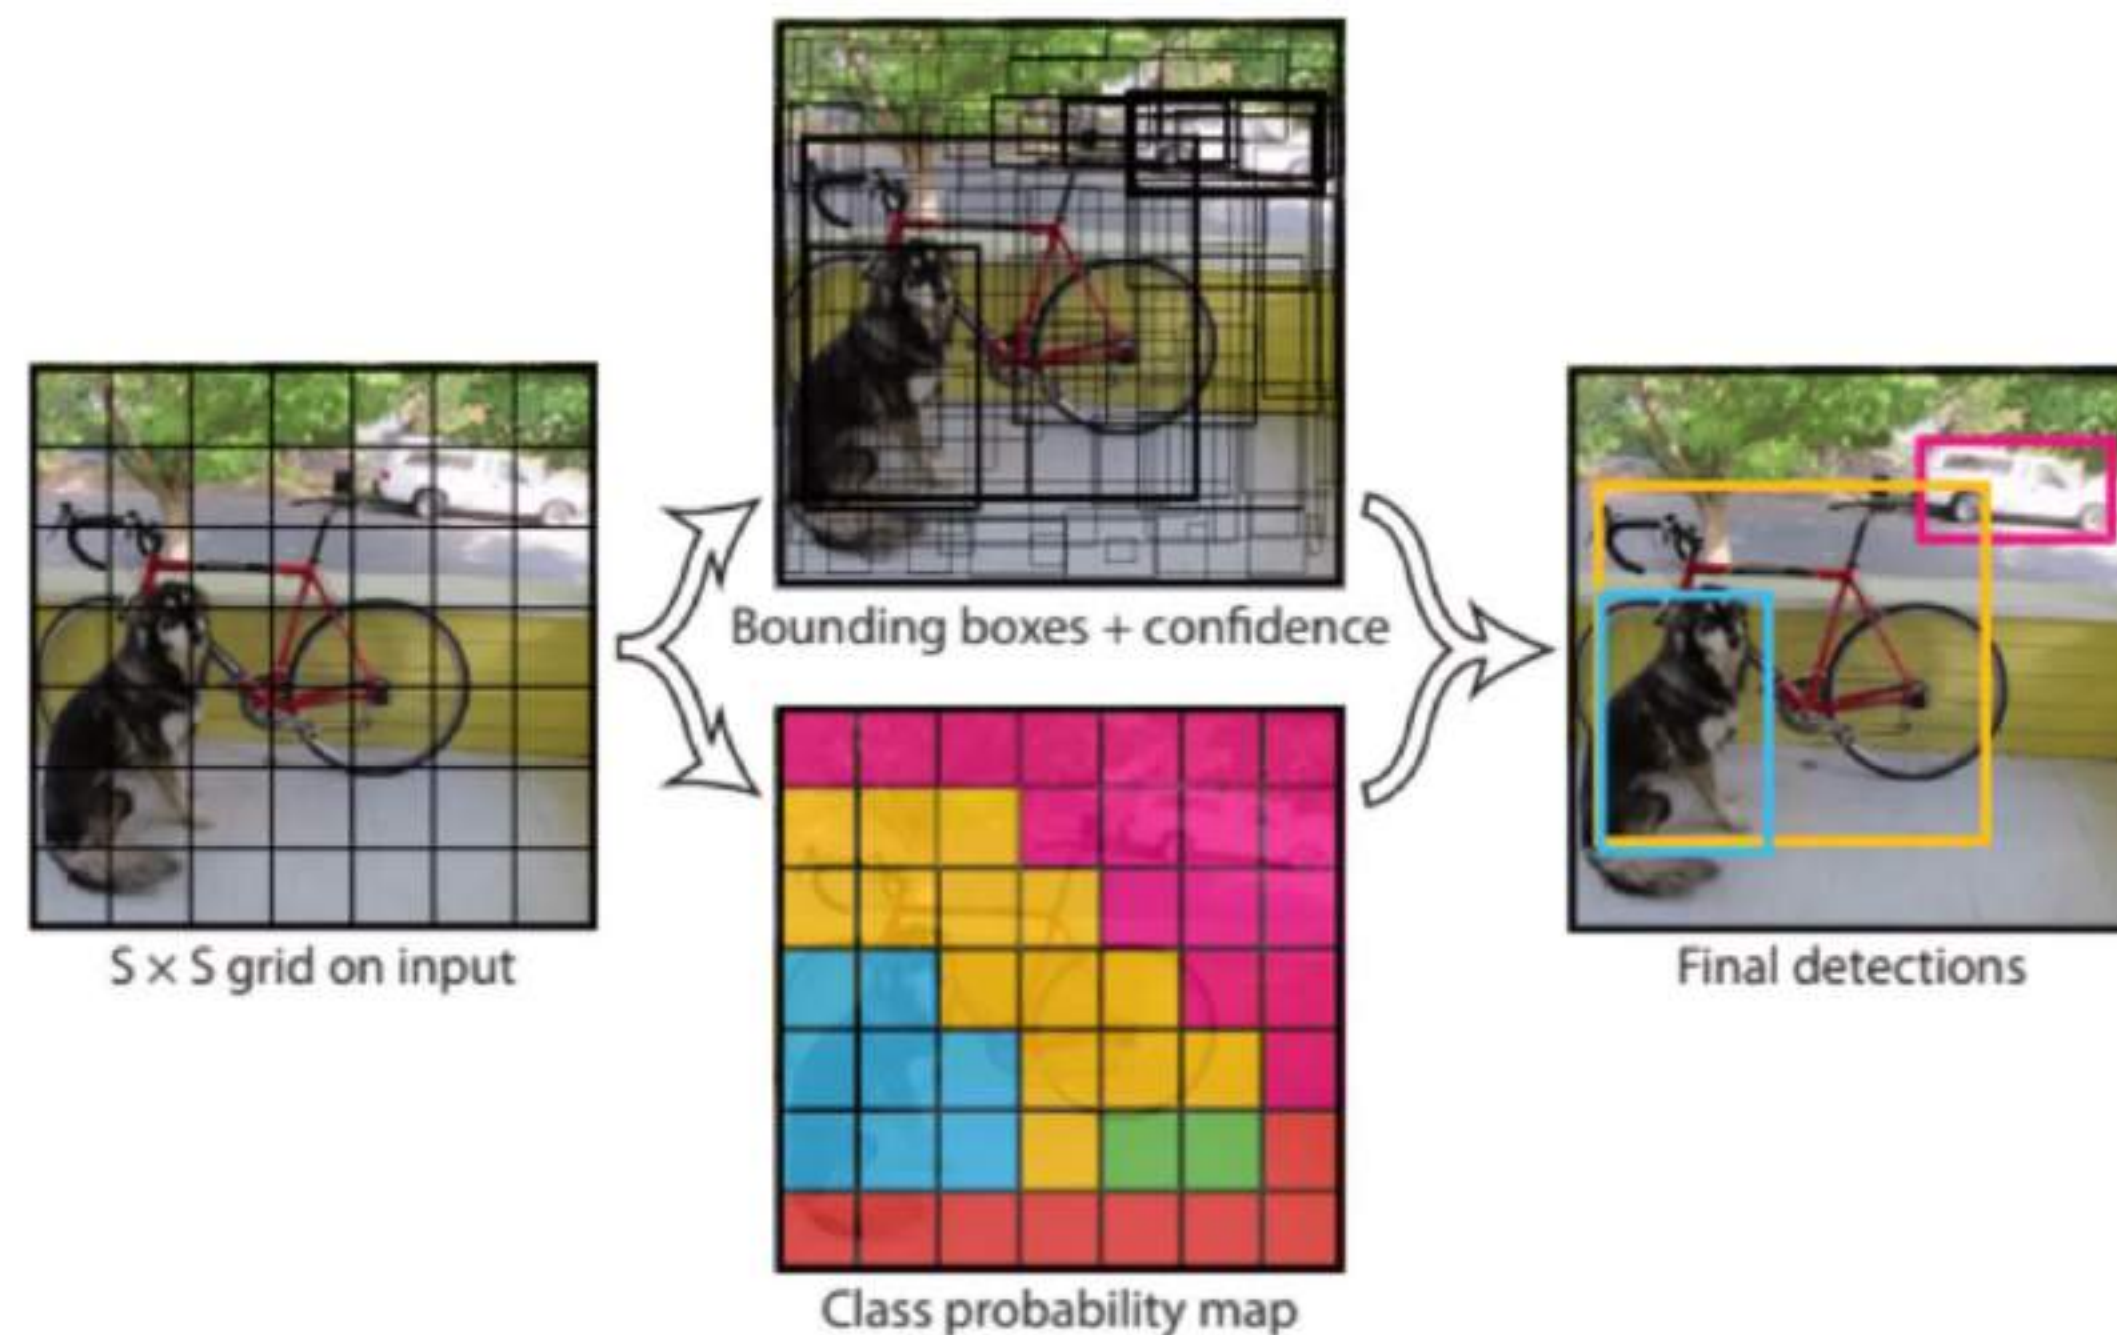 Bounding boxes + confidence
S × S grid on input
Final detections
Class probability map